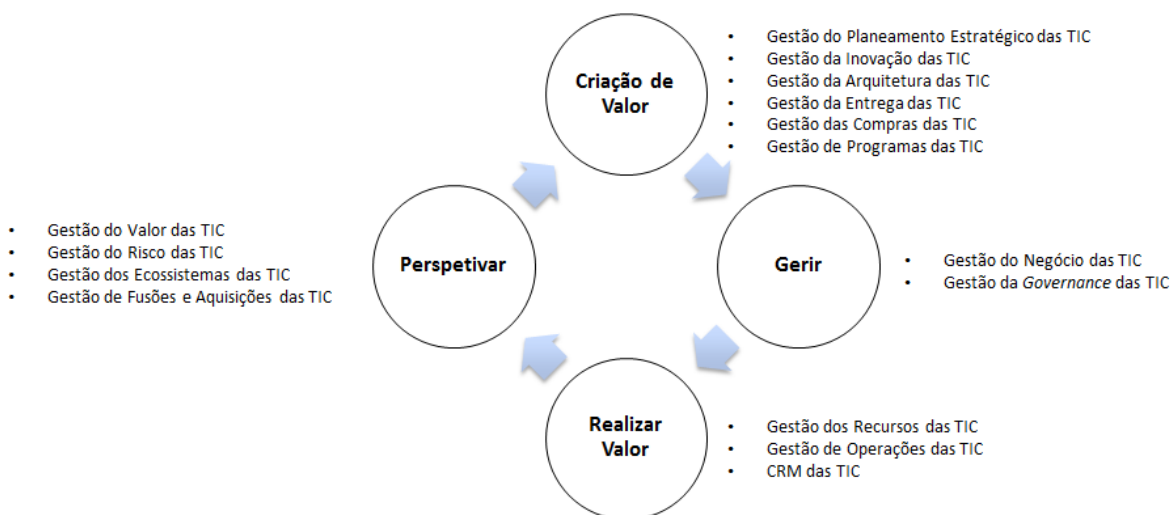 Criação de
Valor
• Gestão do Planeamento Estratégico das TIC
• Gestão da Inovação das TIC
• Gestão da Arquitetura das TIC
• Gestão da Entrega das TIC
• Gestão das Compras das TIC
• Gestão de Programas das TIC
Gerir
• Gestão do Negócio das TIC
• Gestão da Governance das TIC
Realizar
Valor
• Gestão dos Recursos das TIC
• Gestão de Operações das TIC
• CRM das TIC
Perspetivar
• Gestão do Valor das TIC
• Gestão do Risco das TIC
• Gestão dos Ecossistemas das TIC
• Gestão de Fusões e Aquisições das TIC